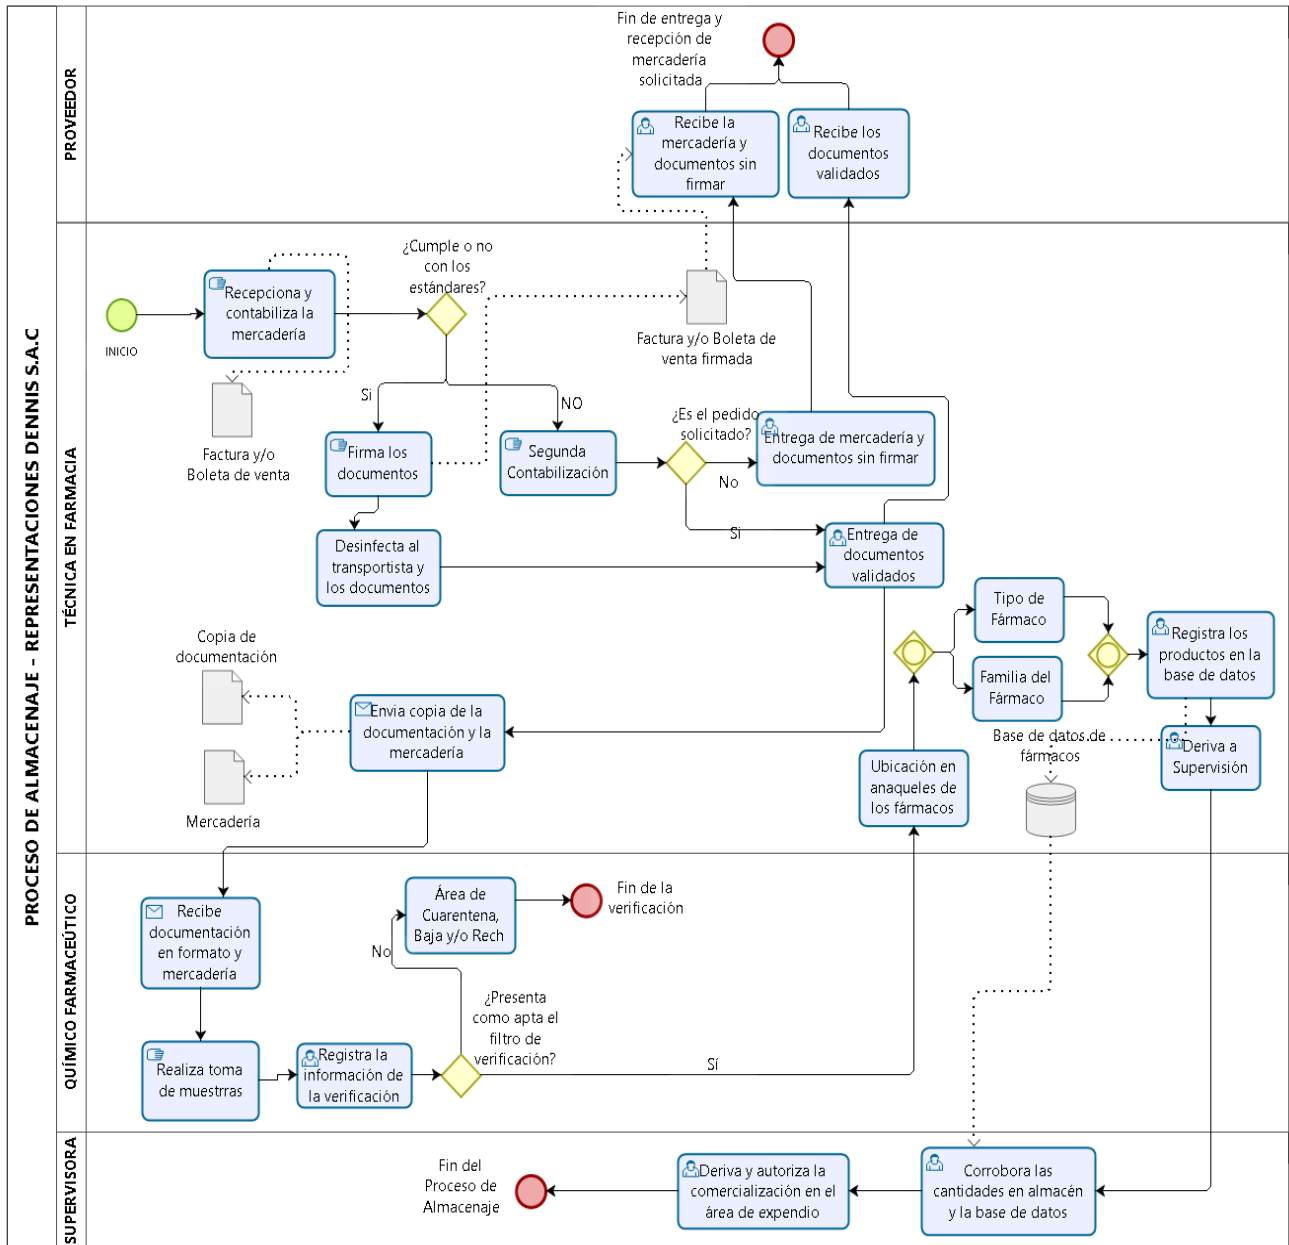 PROCESO DE ALMACENAJE - REPRESENTACIONES DENNIS S.A.C
PROVEEDOR
Fin de entrega y
recepción de
mercadería
solicitada
Recibe la
mercadería y
documentos sin
firmar
Recibe los
documentos
validados
TÉCNICA EN FARMACIA
INICIO
Recepciona y
contabiliza la
mercadería
¿Cumple o no
con los
estándares?
Factura y/o Boleta de
venta firmada
Factura y/o
Boleta de venta
Si
NO
Firma los
documentos
Segunda
Contabilización
¿Es el pedido
solicitado?
No
Si
Entrega de mercadería y
documentos sin firmar
Desinfecta al
transportista y
los documentos
Entrega de
documentos
validados
Tipo de
Fármaco
Familia del
Fármaco
Registra los
productos en la
base de datos
Copia de
documentación
Mercadería
Envia copia de la
documentación y la
mercadería
Ubicación en
anaqueles de
los fármacos
Base de datos de
fármacos
Deriva a
Supervisión
QUÍMICO FARMACEÚTICO
Recibe
documentación
en formato y
mercadería
Área de
Cuarentena,
Baja y/o Rech
Fin de la
verificación
No
¿Presenta
como apta el
filtro de
verificación?
Sí
Realiza toma
de muestrras
Registra la
información de
la verificación
SUPERVISORA
Fin del
Proceso de
Almacenaje
Deriva y autoriza la
comercialización en el
área de expendio
Corrobora las
cantidades en almacén
y la base de datos